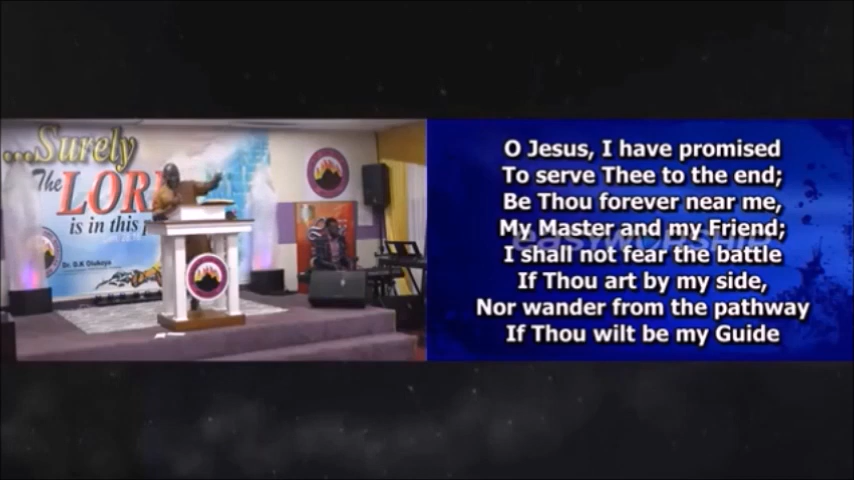 ...Surely
The
LORD
is in this p
Dr. D.K Olukoya
O Jesus, I have promised
To serve Thee to the end;
Be Thou forever near me,
My Master and my Friend;
I shall not fear the battle
If Thou art by my side,
Nor wander from the pathway
If Thou wilt be my Guide